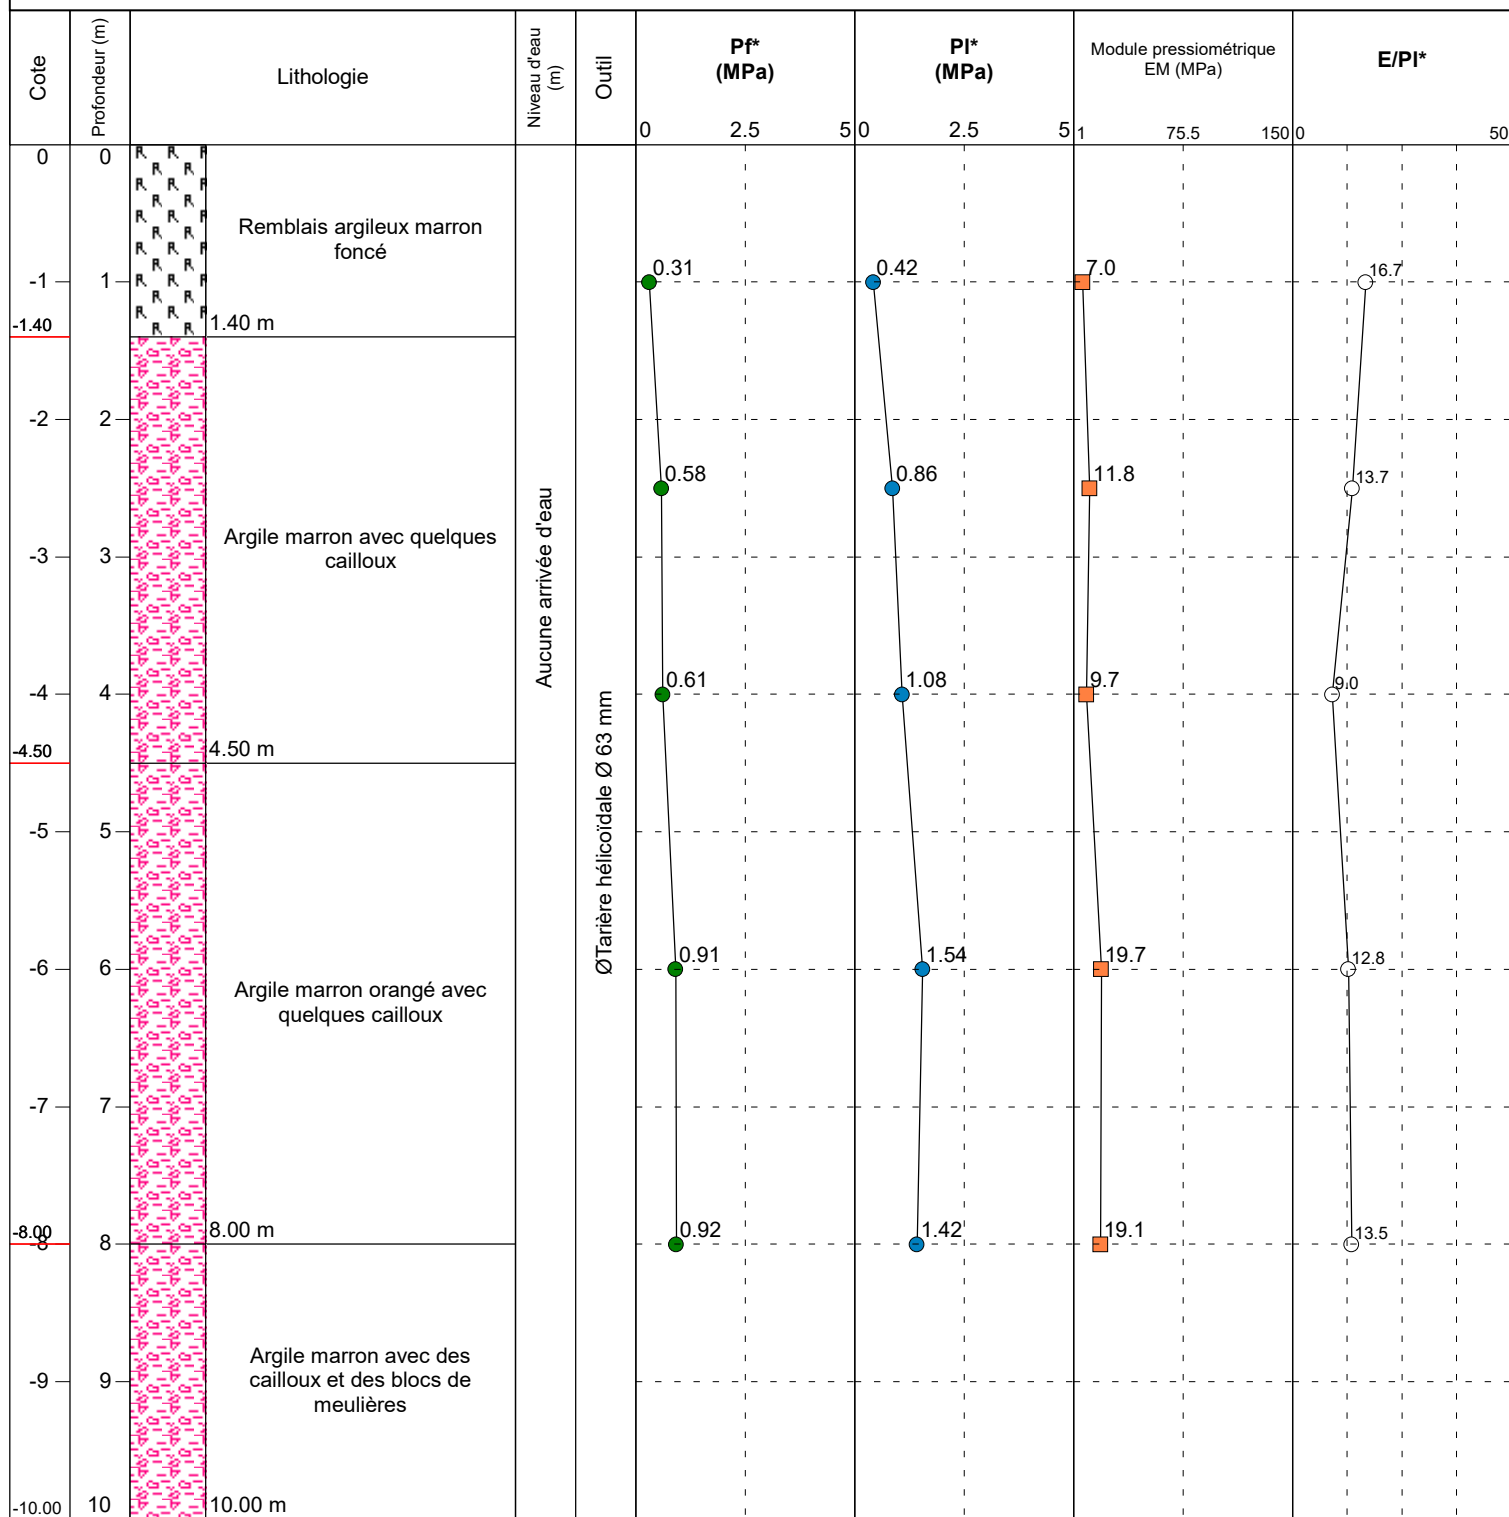 Cote
Profondeur (m)
Lithologie
Niveau d'eau
(m)
Outil
Pf*
(MPa)
0 2.5 5
Pl*
(MPa)
0 2.5 5
Module pressiométrique
EM (MPa)
1 75.5 150
E/Pl*
0 50
0 0
Remblais argileux marron
foncé
-1 1 0.31 0.42 7.0 16.7
-1.40 1.40 m
-2 2
0.58 0.86 11.8 13.7
Argile marron avec quelques
cailloux
-3 3
-4 4 0.61 1.08 9.7 9.0
-4.50 4.50 m
Aucune arrivée d'eau
ØTarière hélicoïdale Ø 63 mm
-5 5
-6 6 0.91 1.54 19.7 12.8
Argile marron orangé avec
quelques cailloux
-7 7
-8.00 8.00 m
-8 8 0.92 1.42 19.1 13.5
Argile marron avec des
cailloux et des blocs de
meulières
-9 9
-10.00 10 10.00 m